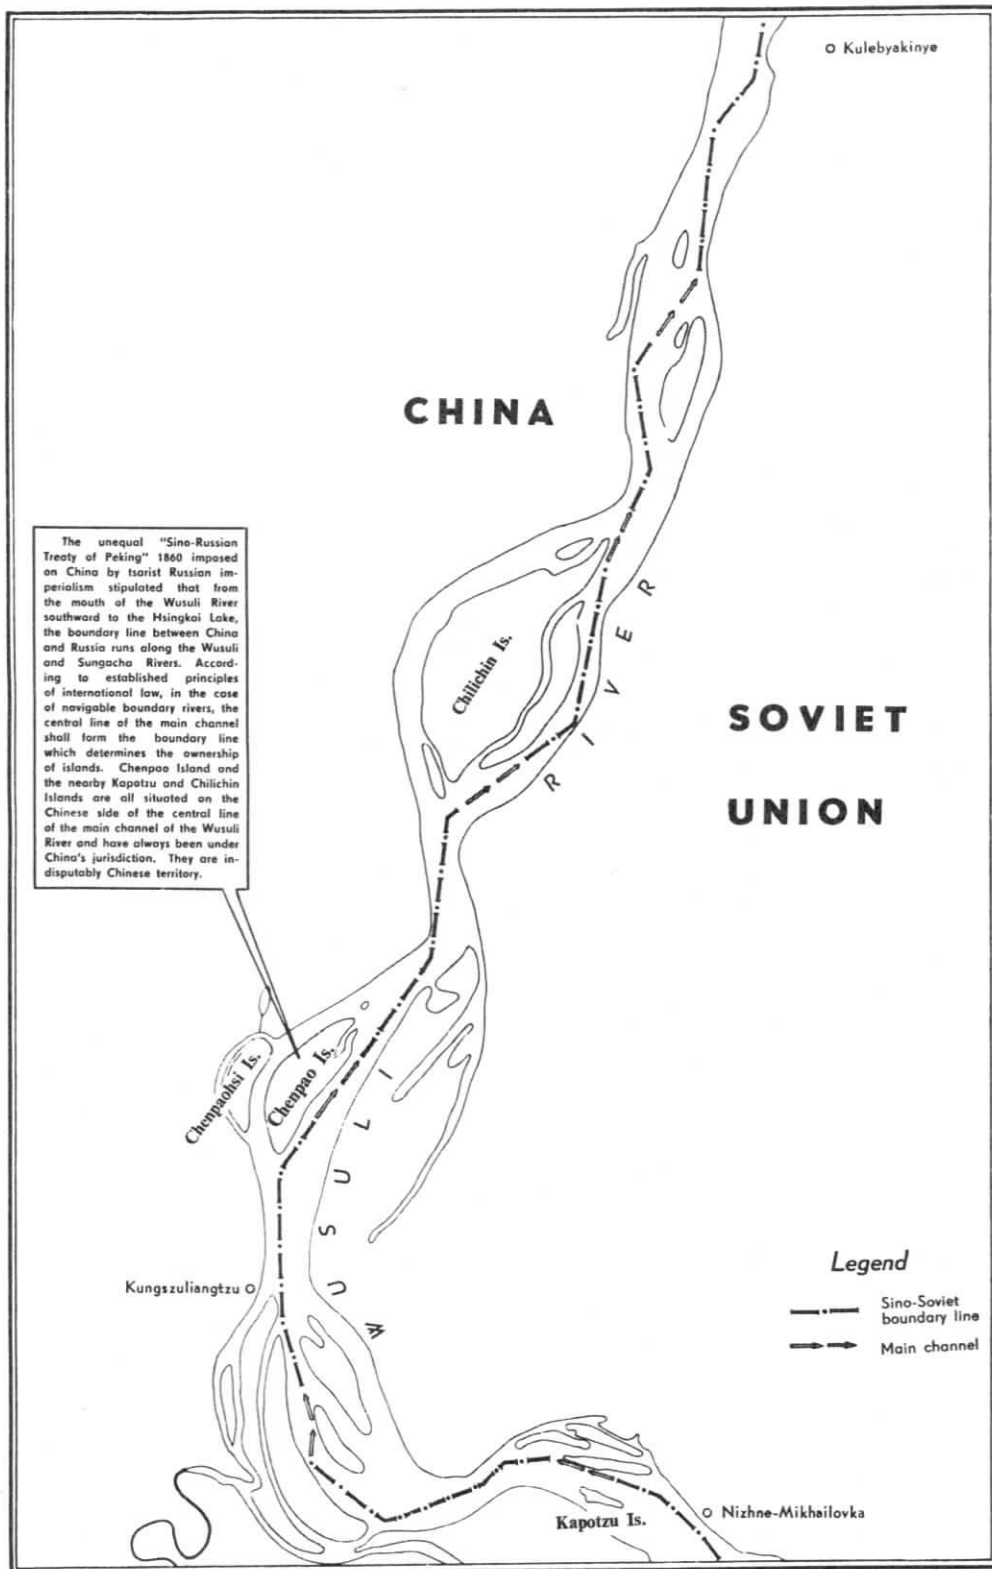 Kulebyakinye
CHINA
The unequal "Sino-Russian
Treaty of Peking" 1860 imposed
on China by tsarist Russian im-
perialism stipulated that from
the mouth of the Wusuli River
southward to the Hsingkai Lake,
the boundary line between China
and Russia runs along the Wusuli
and Sungacha Rivers. Accord-
ing to established principles
of international law, in the case
of navigable boundary rivers, the
central line of the main channel
shall form the boundary line
which determines the ownership
of islands. Chenpao Island and
the nearby Kapotzu and Chilichin
Islands are all situated on the
Chinese side of the central line
of the main channel of the Wusuli
River and have always been under
China's jurisdiction. They are in-
disputably Chinese territory.
Chilichin Is.
SOVIET
UNION
Chenpaohsi Is.
Chenpao Is.
WUSULI RIVER
Kungszuliangtzu
Legend
Sino-Soviet
boundary line
Main channel
Nizhne-Mikhailovka
Kapotzu Is.